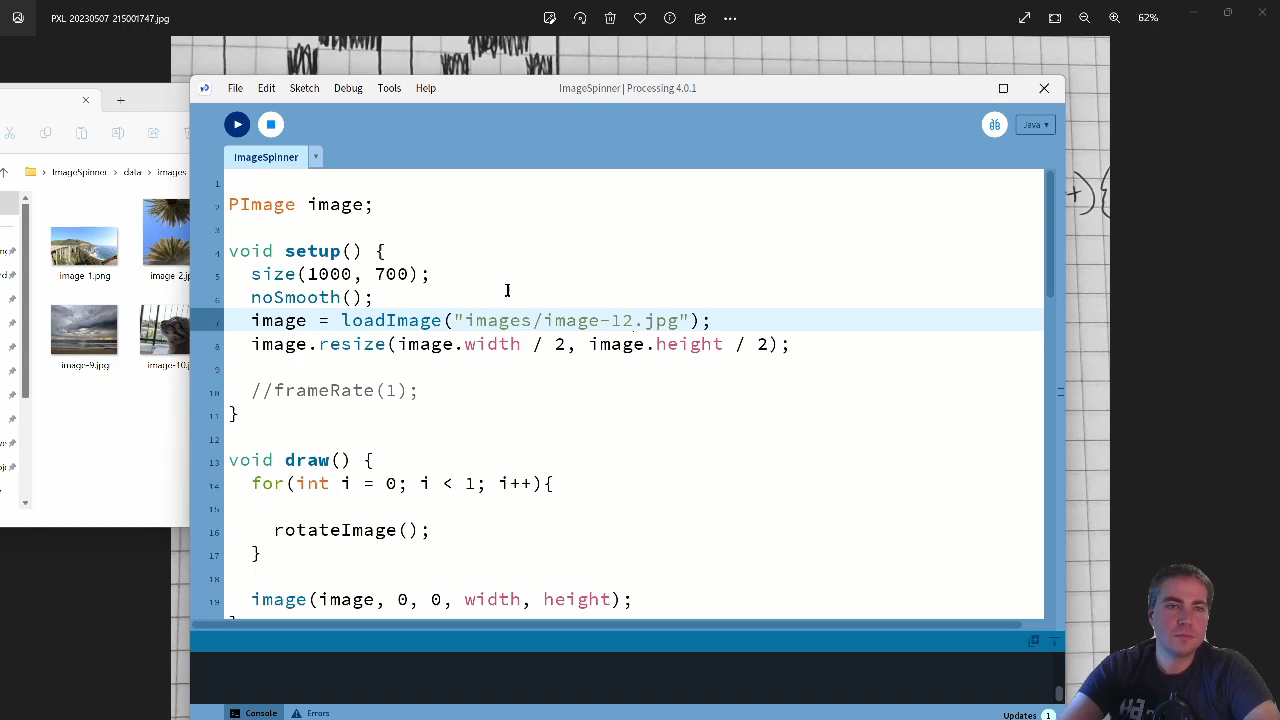 PXL 20230507 215001747.jpg
62%
File Edit Sketch Debug Tools Help
ImageSpinner | Processing 4.0.1
Java
ImageSpinner
ImageSpinner data images
image-1.png
image-2.jp
image-9.jpg
image-10.j
1
2 PImage image;
3
4 void setup() {
5 size(1000, 700);
6 noSmooth();
7 image = loadImage("images/image-12.jpg");
8 image.resize(image.width / 2, image.height / 2);
9
10 //frameRate(1);
11 }
12
13 void draw() {
14 for(int i = 0; i < 1; i++){
15
16 rotateImage();
17 }
18
19 image(image, 0, 0, width, height);
Console Errors
Updates 1